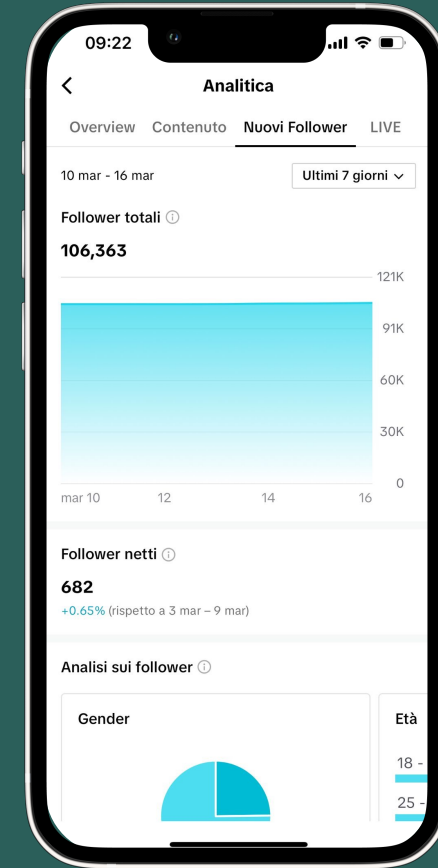 09:22
Analitica
Overview Contenuto Nuovi Follower LIVE
10 mar - 16 mar Ultimi 7 giorni
Follower totali
106,363
121K
91K
60K
30K
0
mar 10 12 14 16
Follower netti
682
+0.65% (rispetto a 3 mar – 9 mar)
Analisi sui follower
Gender Età
18 -
25 -